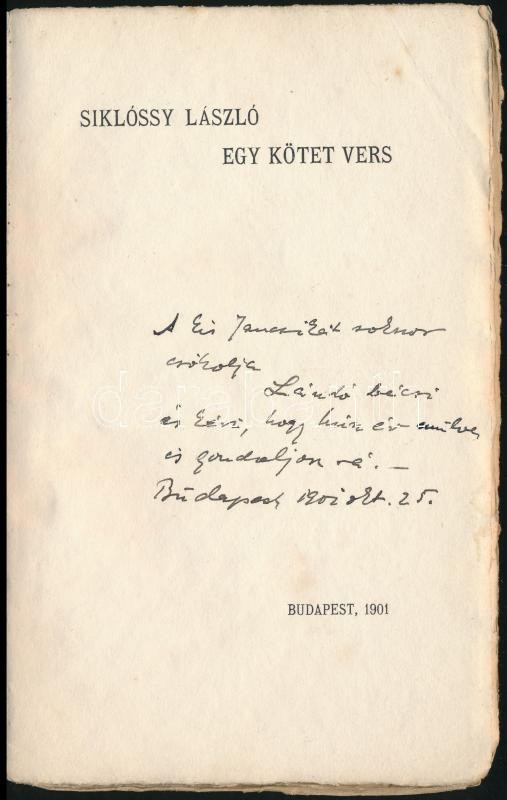 SIKLÓSSY LÁSZLÓ
EGY KÖTET VERS
A kis Jancsikát sokszor
csókolja
László bácsi
és kéri, hogy húsz év mulva
is gondoljon rá. –
Budapest 1901 okt. 25.
BUDAPEST, 1901